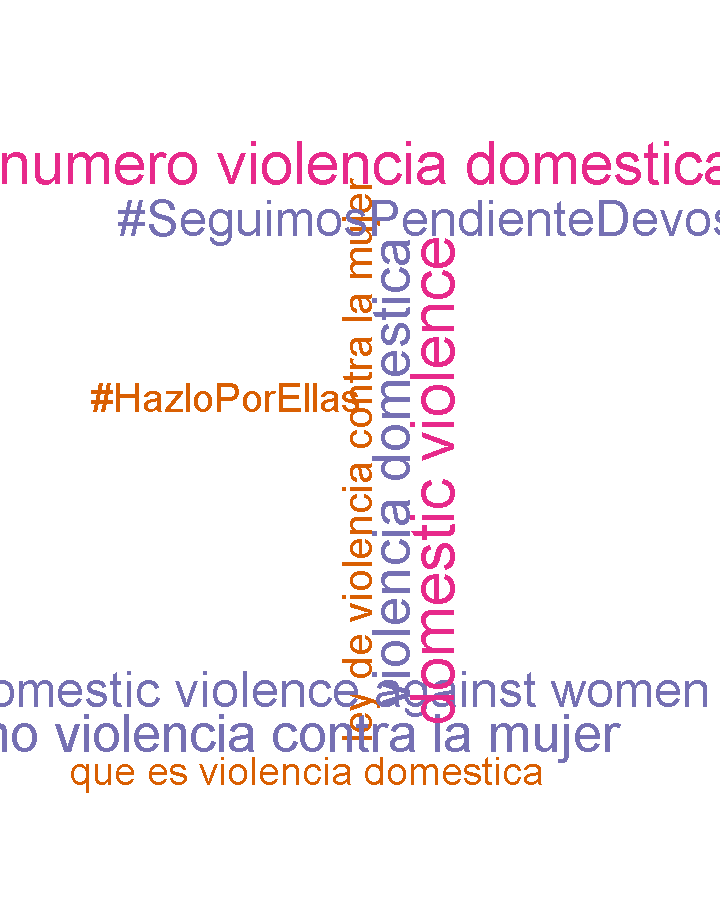 numero violencia domestica
#SeguimosPendienteDevos
ley de violencia contra la mujer
violencia domestica
domestic violence
#HazloPorEllas
omestic violence against women
no violencia contra la mujer
que es violencia domestica